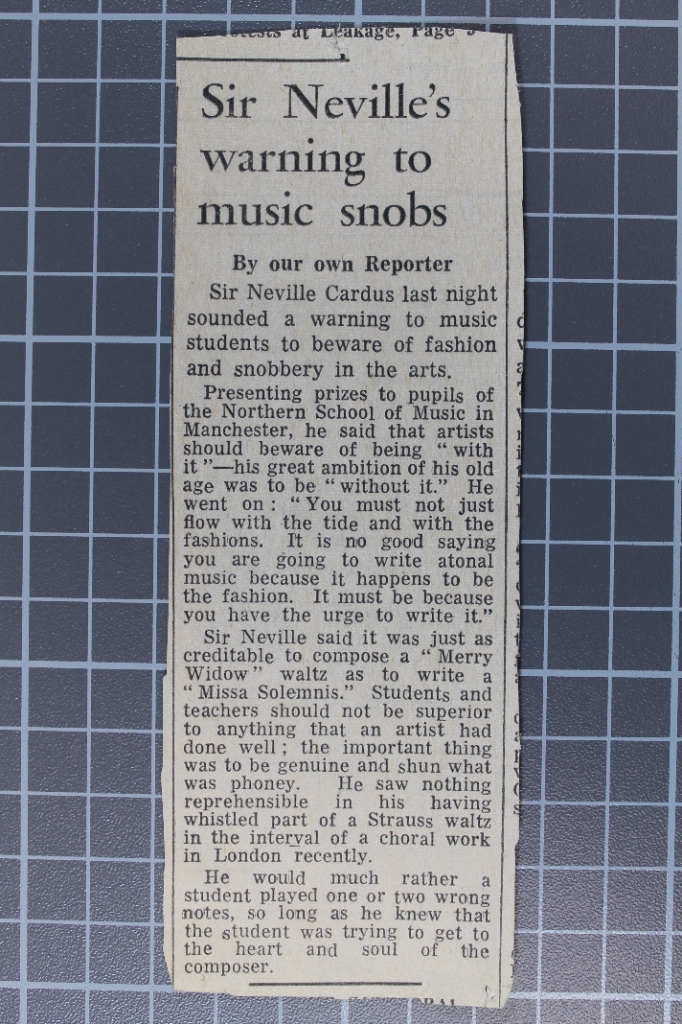 at Leakage, Page
Sir Neville's
warning to
music snobs
By our own Reporter
Sir Neville Cardus last night
sounded a warning to music
students to beware of fashion
and snobbery in the arts.
Presenting prizes to pupils of
the Northern School of Music in
Manchester, he said that artists
should beware of being " with
it "—his great ambition of his old
age was to be " without it." He
went on : " You must not just
flow with the tide and with the
fashions. It is no good saying
you are going to write atonal
music because it happens to be
the fashion. It must be because
you have the urge to write it."
Sir Neville said it was just as
creditable to compose a " Merry
Widow " waltz as to write a
" Missa Solemnis." Students and
teachers should not be superior
to anything that an artist had
done well ; the important thing
was to be genuine and shun what
was phoney. He saw nothing
reprehensible in his having
whistled part of a Strauss waltz
in the interval of a choral work
in London recently.
He would much rather a
student played one or two wrong
notes, so long as he knew that
the student was trying to get to
the heart and soul of the
composer.